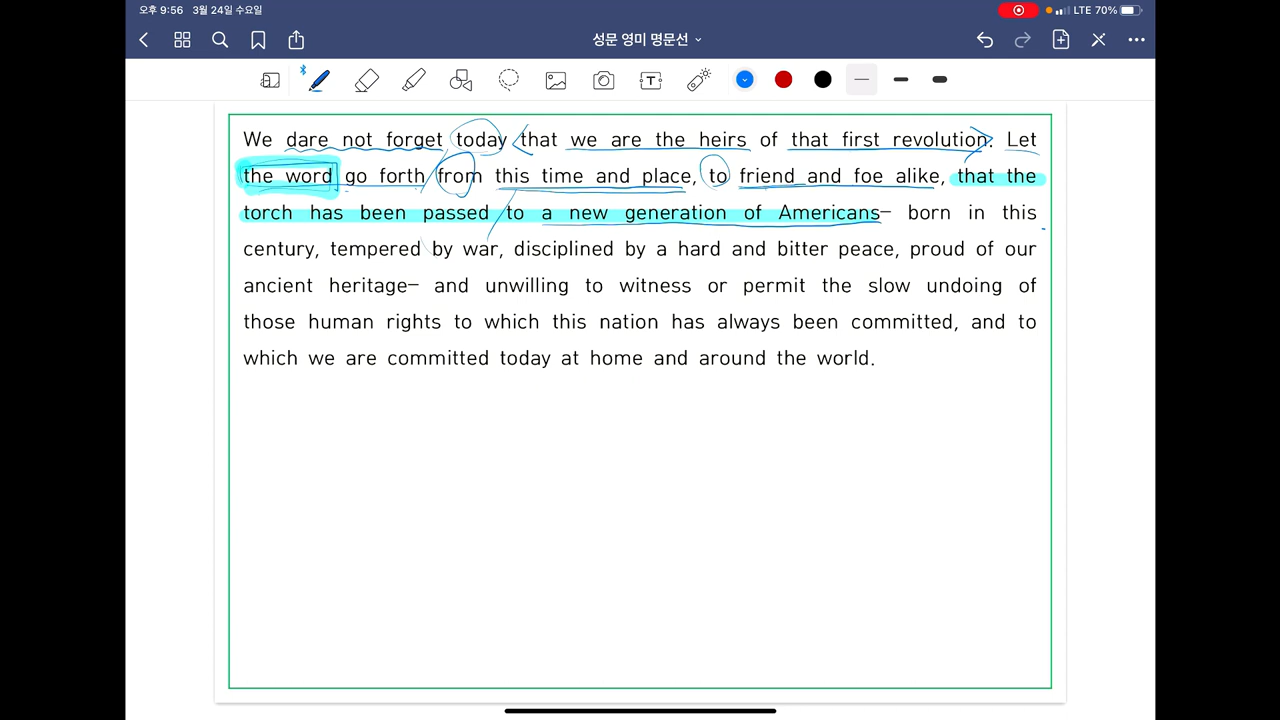 오후 9:56 3월 24일 수요일
LTE 70%
성문 영미 명문선
We dare not forget today that we are the heirs of that first revolution. Let
the word go forth from this time and place, to friend and foe alike, that the
torch has been passed to a new generation of Americans— born in this
century, tempered by war, disciplined by a hard and bitter peace, proud of our
ancient heritage— and unwilling to witness or permit the slow undoing of
those human rights to which this nation has always been committed, and to
which we are committed today at home and around the world.